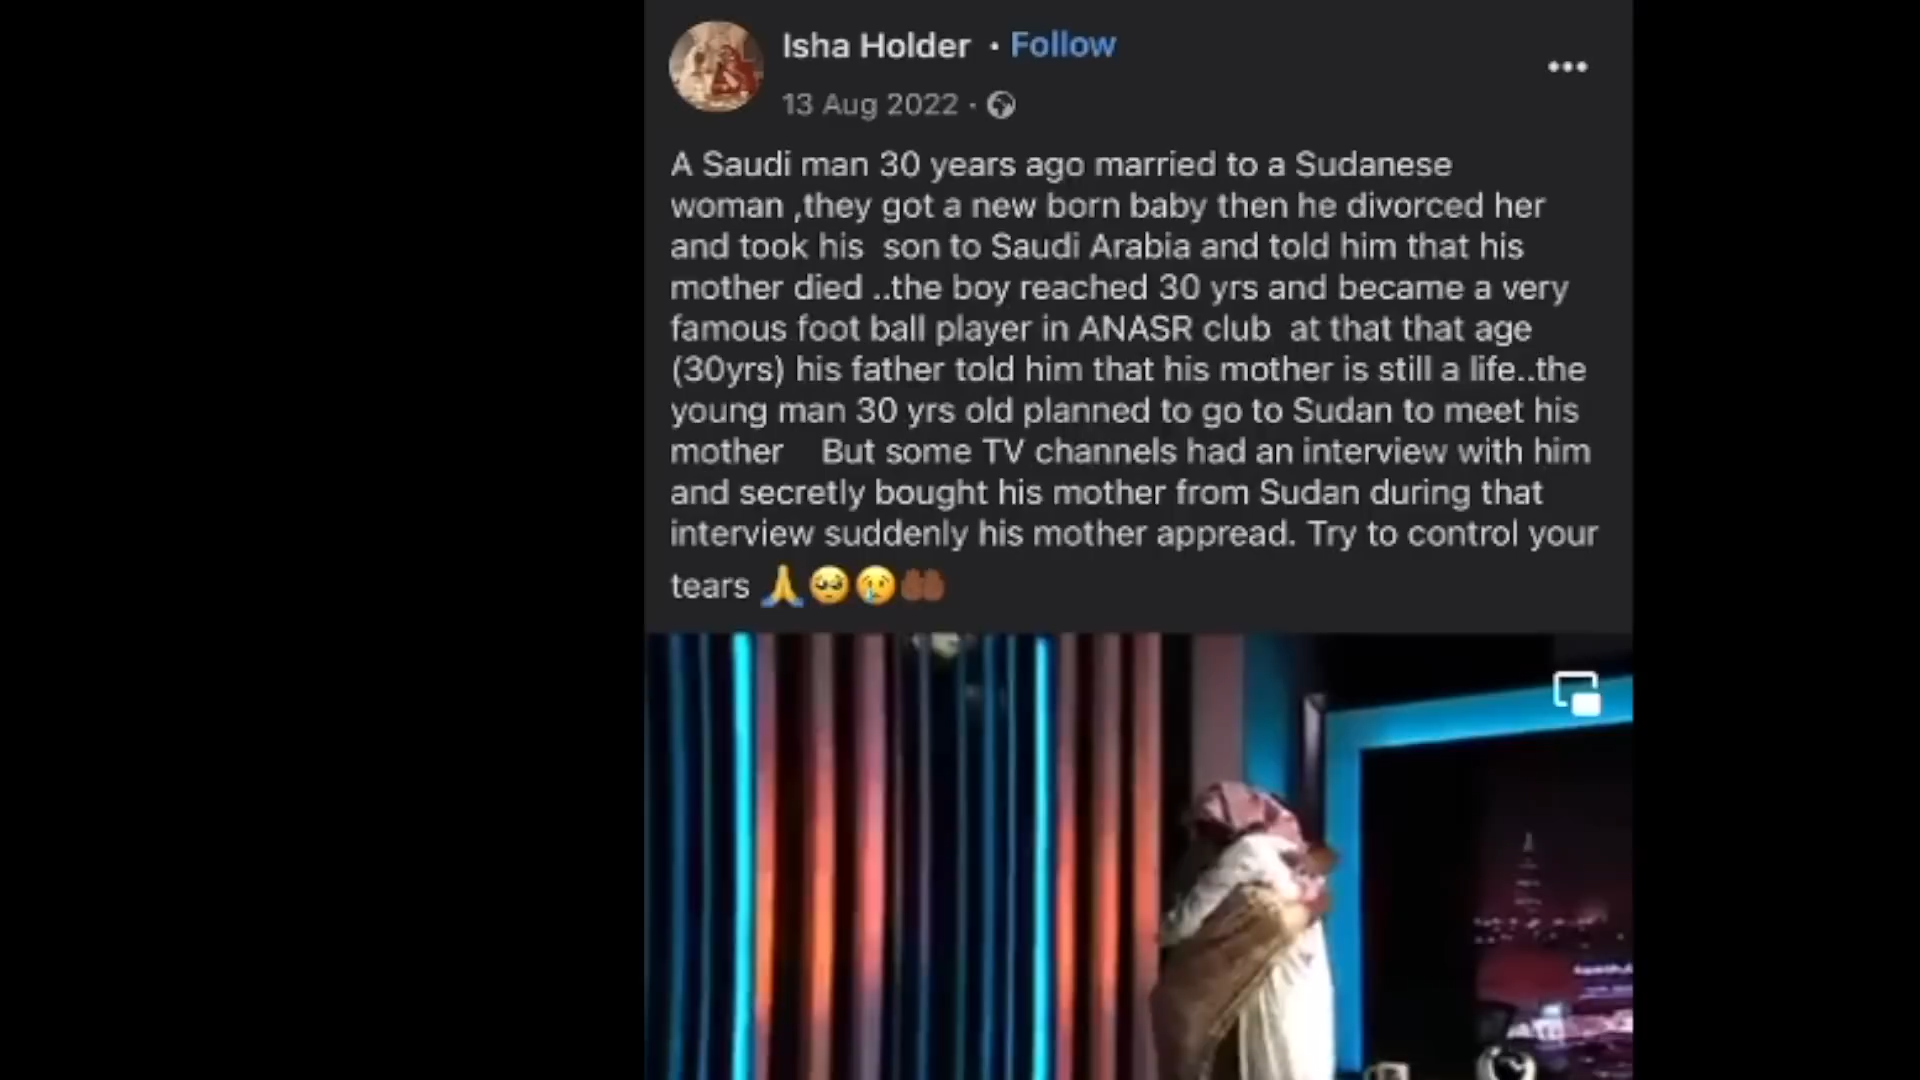 Isha Holder • Follow
13 Aug 2022 ·
A Saudi man 30 years ago married to a Sudanese
woman ,they got a new born baby then he divorced her
and took his  son to Saudi Arabia and told him that his
mother died ..the boy reached 30 yrs and became a very
famous foot ball player in ANASR club  at that that age
(30yrs) his father told him that his mother is still a life..the
young man 30 yrs old planned to go to Sudan to meet his
mother    But some TV channels had an interview with him
and secretly bought his mother from Sudan during that
interview suddenly his mother appread. Try to control your
tears 🙏🥺😢🤲🏾